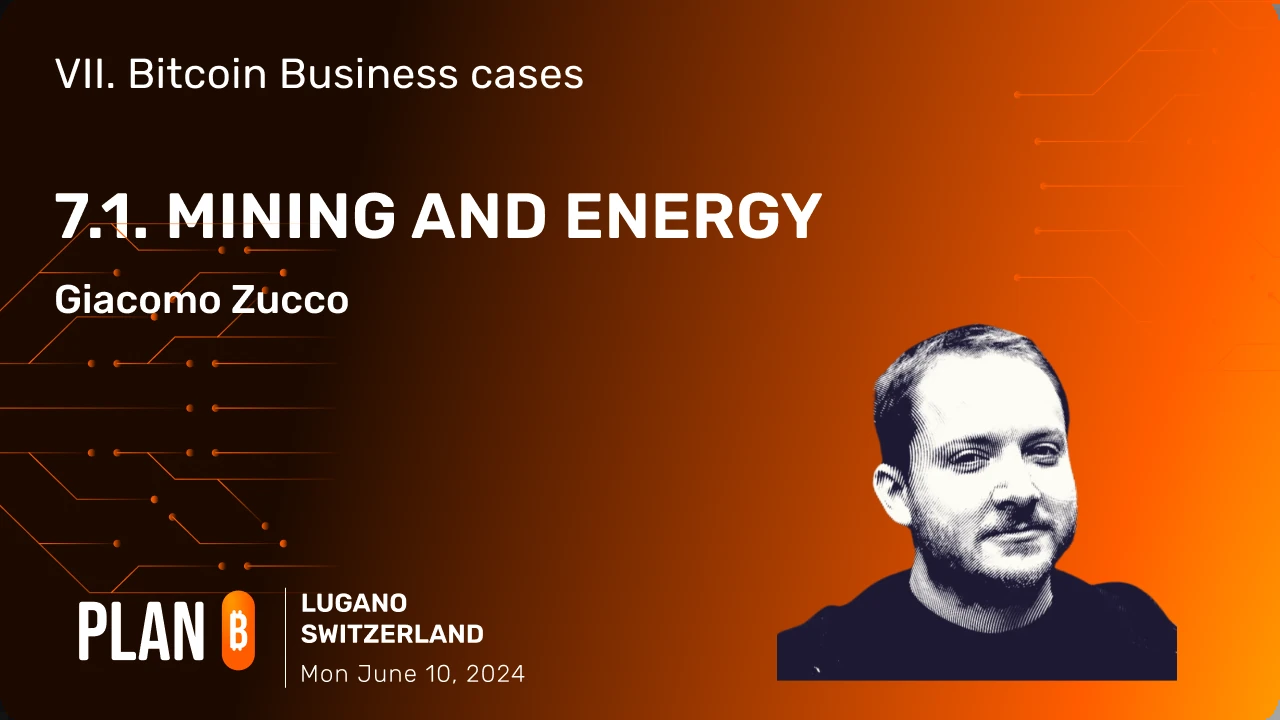 VII. Bitcoin Business cases
7.1. MINING AND ENERGY
Giacomo Zucco
PLAN ₿
LUGANO
SWITZERLAND
Mon June 10, 2024